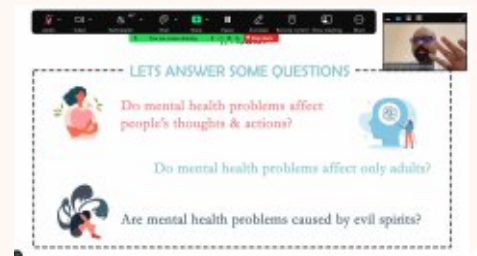 LETS ANSWER SOME QUESTIONS
Do mental health problems affect
people's thoughts & actions?
Do mental health problems affect only adults?
Are mental health problems caused by evil spirits?